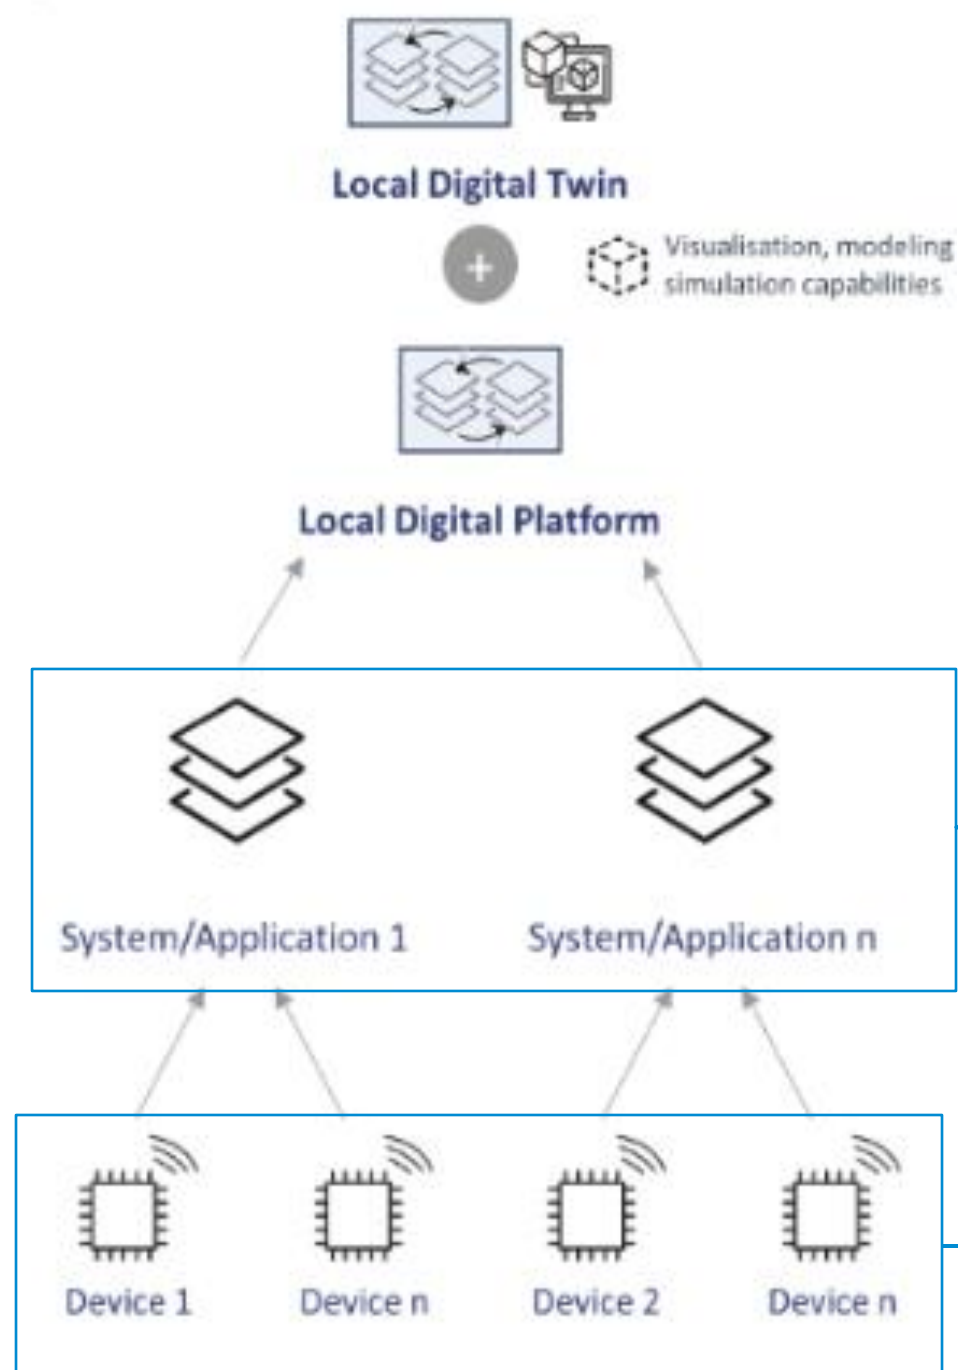 Local Digital Twin
+
Visualisation, modeling
simulation capabilities
Local Digital Platform
System/Application 1
System/Application n
Device 1
Device n
Device 2
Device n